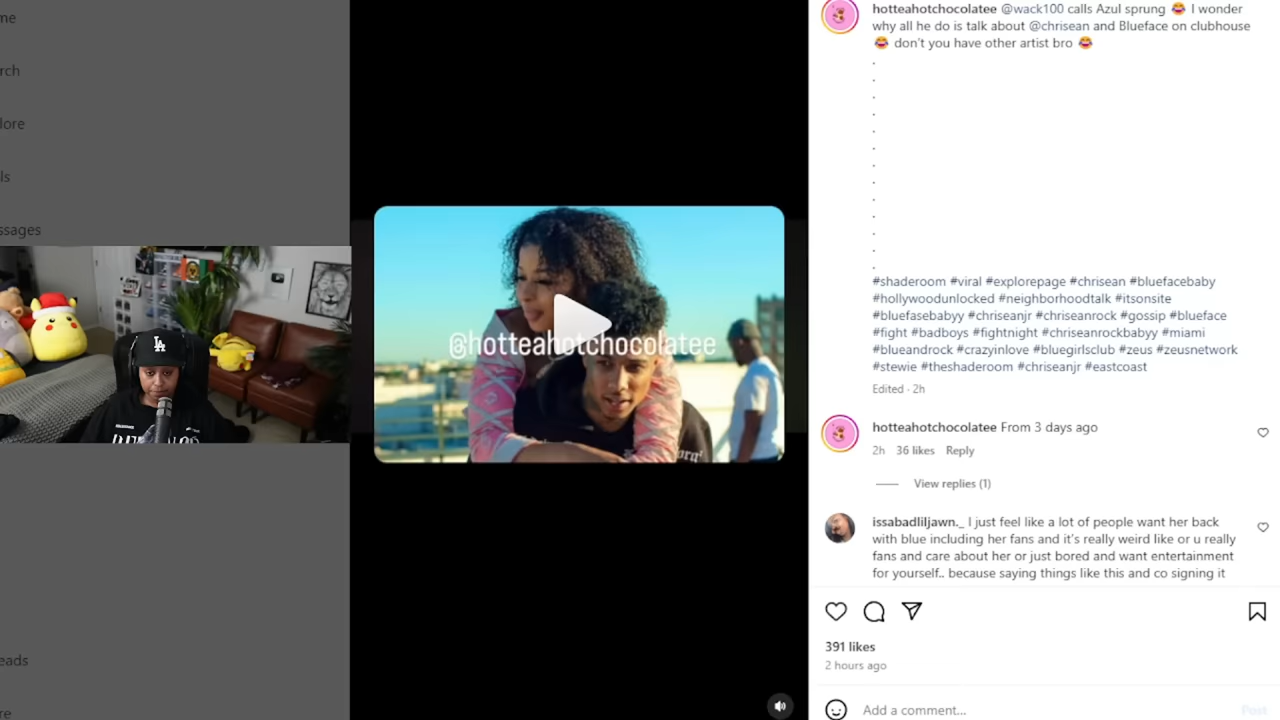 me
rch
lore
ls
ssages
eads
re
LA
@hotteahotchocolatee
hotteahotchocolatee @wack100 calls Azul sprung 😂 I wonder
why all he do is talk about @chrisean and Blueface on clubhouse
😂 don't you have other artist bro 😂
.
.
.
.
.
.
.
.
.
.
.
.
.
#shaderoom #viral #explorepage #chrisean #bluefacebaby
#hollywoodunlocked #neighborhoodtalk #itsonsite
#bluefasebabyy #chriseanjr #chriseanrock #gossip #blueface
#fight #badboys #fightnight #chriseanrockbabyy #miami
#blueandrock #crazyinlove #bluegirlsclub #zeus #zeusnetwork
#stewie #theshaderoom #chriseanjr #eastcoast
Edited · 2h
hotteahotchocolatee From 3 days ago
2h 36 likes Reply
View replies (1)
issabadliljawn._ I just feel like a lot of people want her back
with blue including her fans and it's really weird like or u really
fans and care about her or just bored and want entertainment
for yourself.. because saying things like this and co signing it
391 likes
2 hours ago
Add a comment...
Post